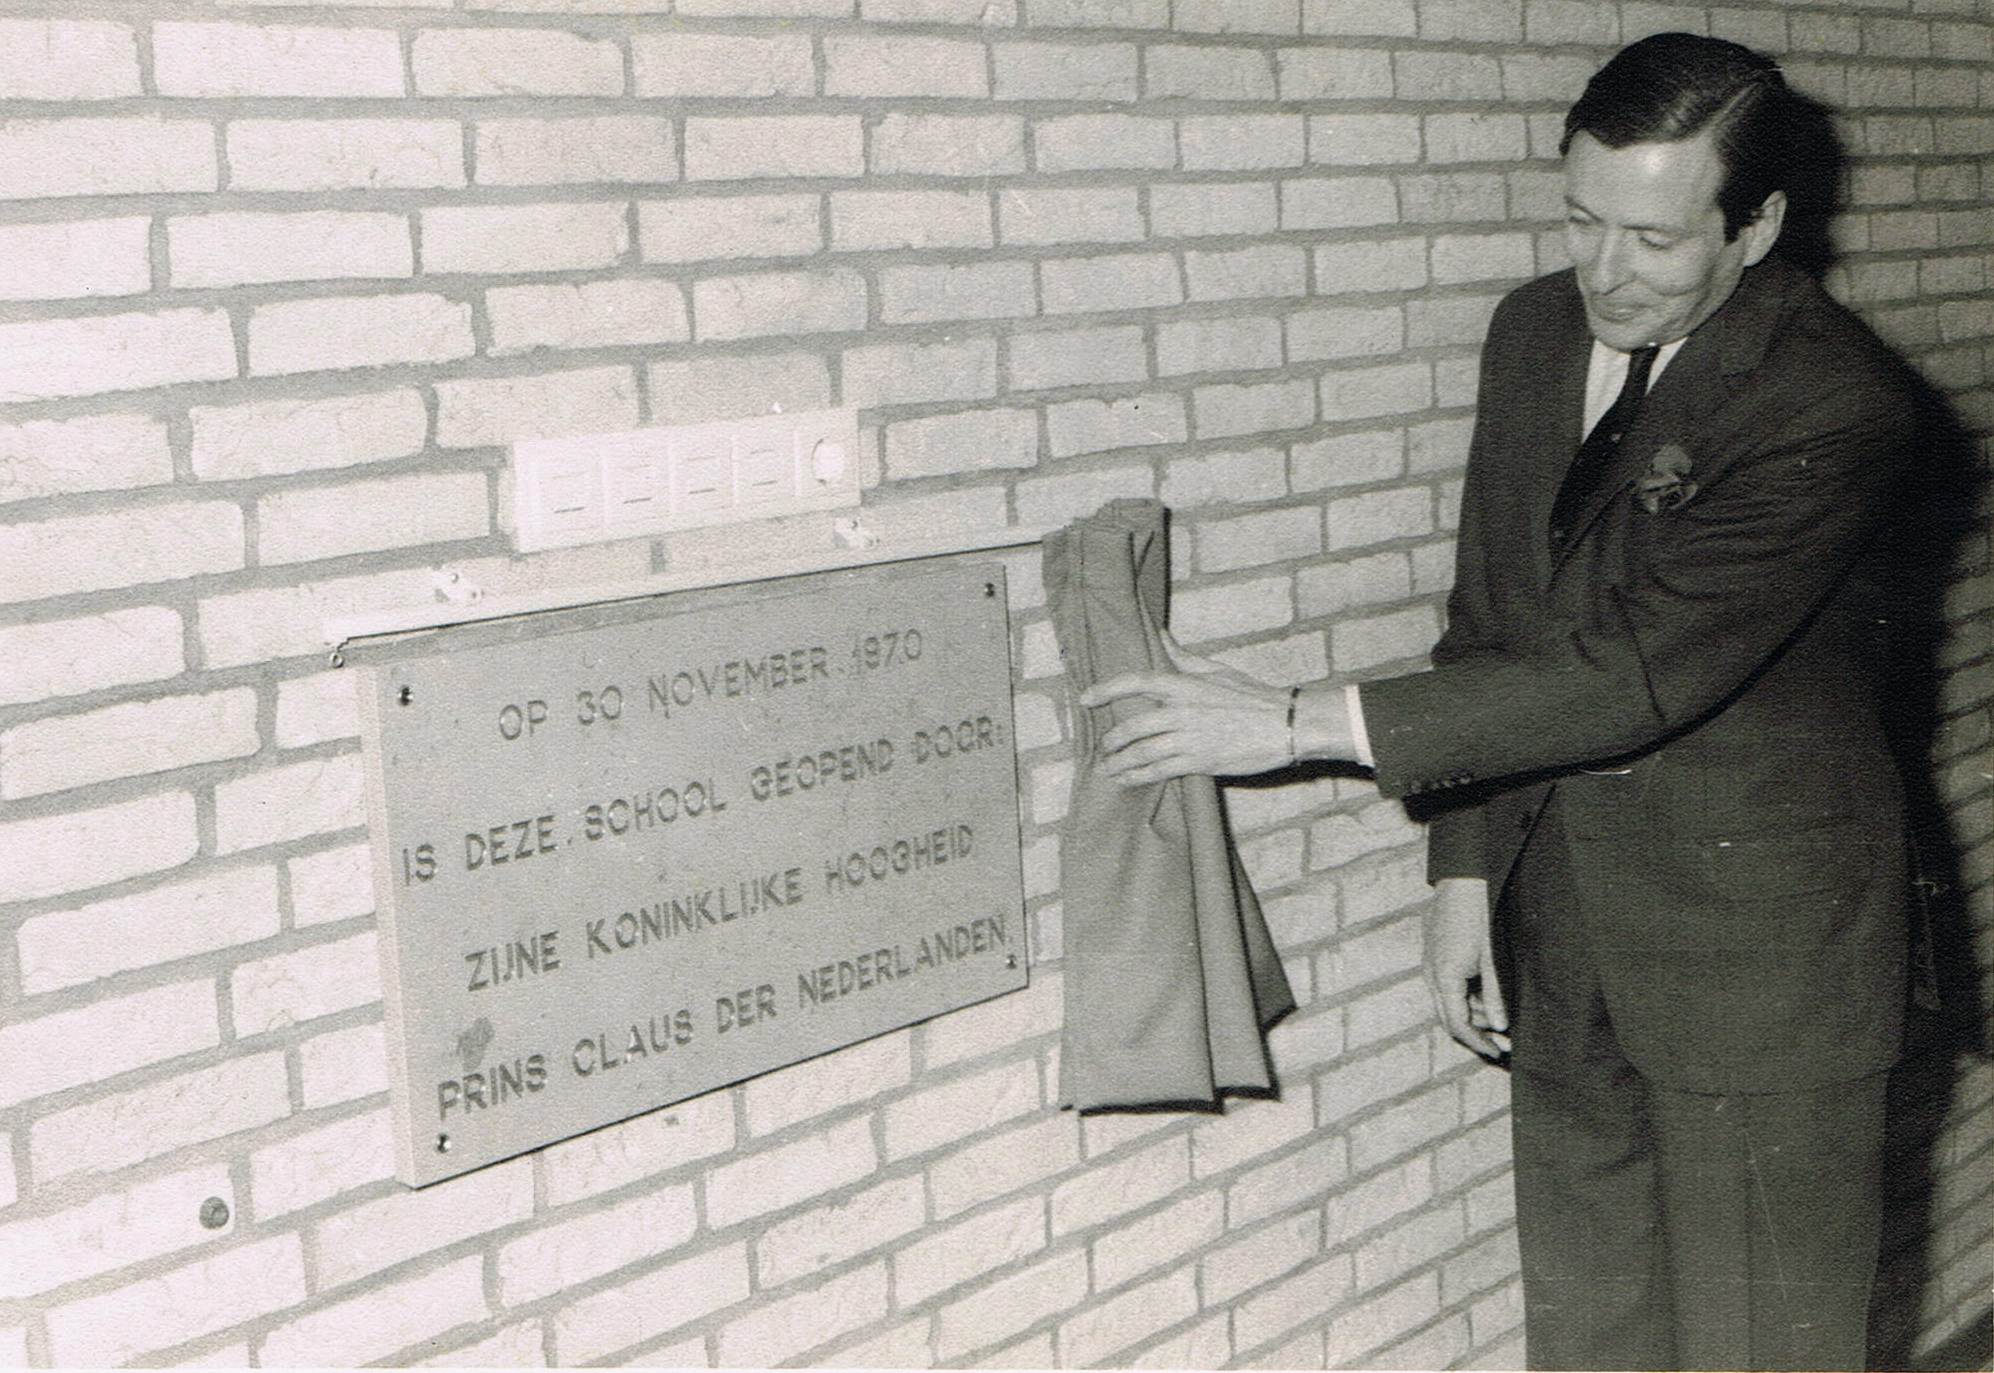 OP 30 NOVEMBER 1970
IS DEZE SCHOOL GEOPEND DOOR:
ZIJNE KONINKLIJKE HOOGHEID
PRINS CLAUS DER NEDERLANDEN.